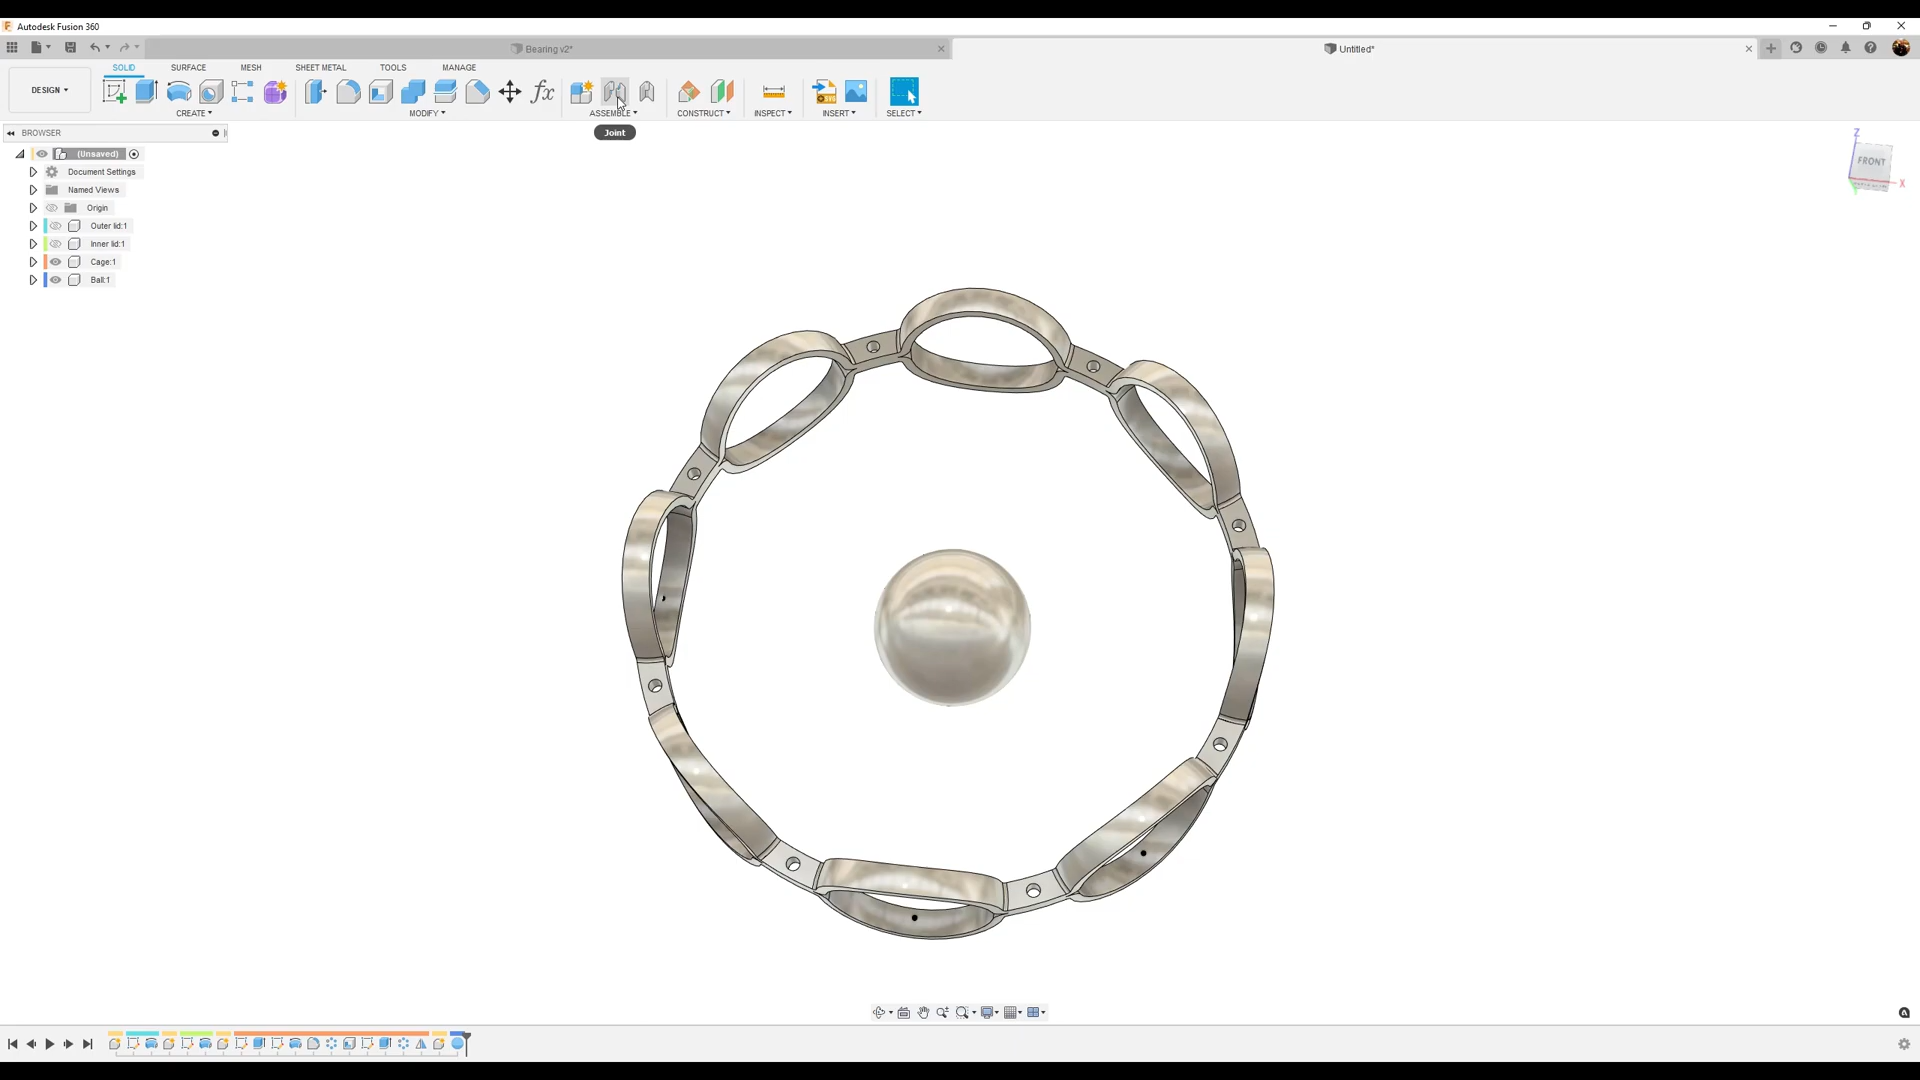 Autodesk Fusion 360
Bearing v2*
Untitled*
SOLID SURFACE MESH SHEET METAL TOOLS MANAGE
DESIGN
CREATE MODIFY ASSEMBLE CONSTRUCT INSPECT INSERT SELECT
Joint
BROWSER
(Unsaved)
Document Settings
Named Views
Origin
Outer lid:1
Inner lid:1
Cage:1
Ball:1
Z
FRONT
X